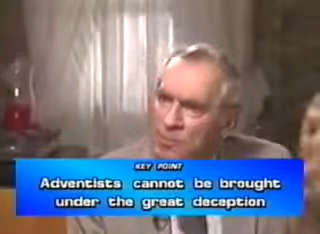 KEY POINT
Adventists cannot be brought
under the great deception